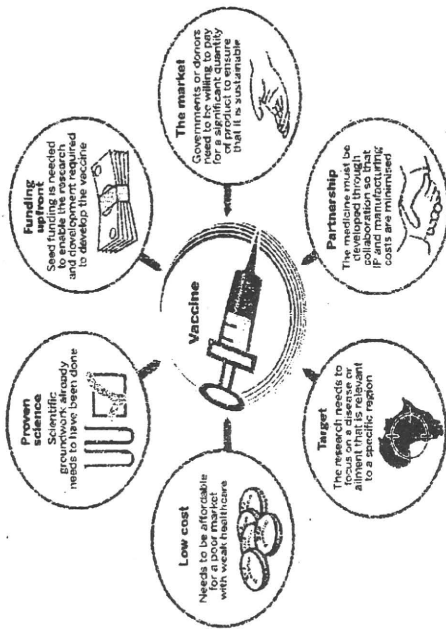 Proven
science
Scientific
groundwork already
needs to have been done
Funding
upfront
Seed funding is needed
to enable the research
and development required
to develop the vaccine
The market
Governments or donors
need to be willing to pay
for a significant quantity
of product to ensure
that it is sustainable
Vaccine
Low cost
Needs to be affordable
for a poor market
with weak healthcare
Target
The research needs to
focus on a disease or
ailment that is relevant
to a specific region
Partnership
The medicine must be
developed through
collaboration so that
IP and manufacturing
costs are minimised